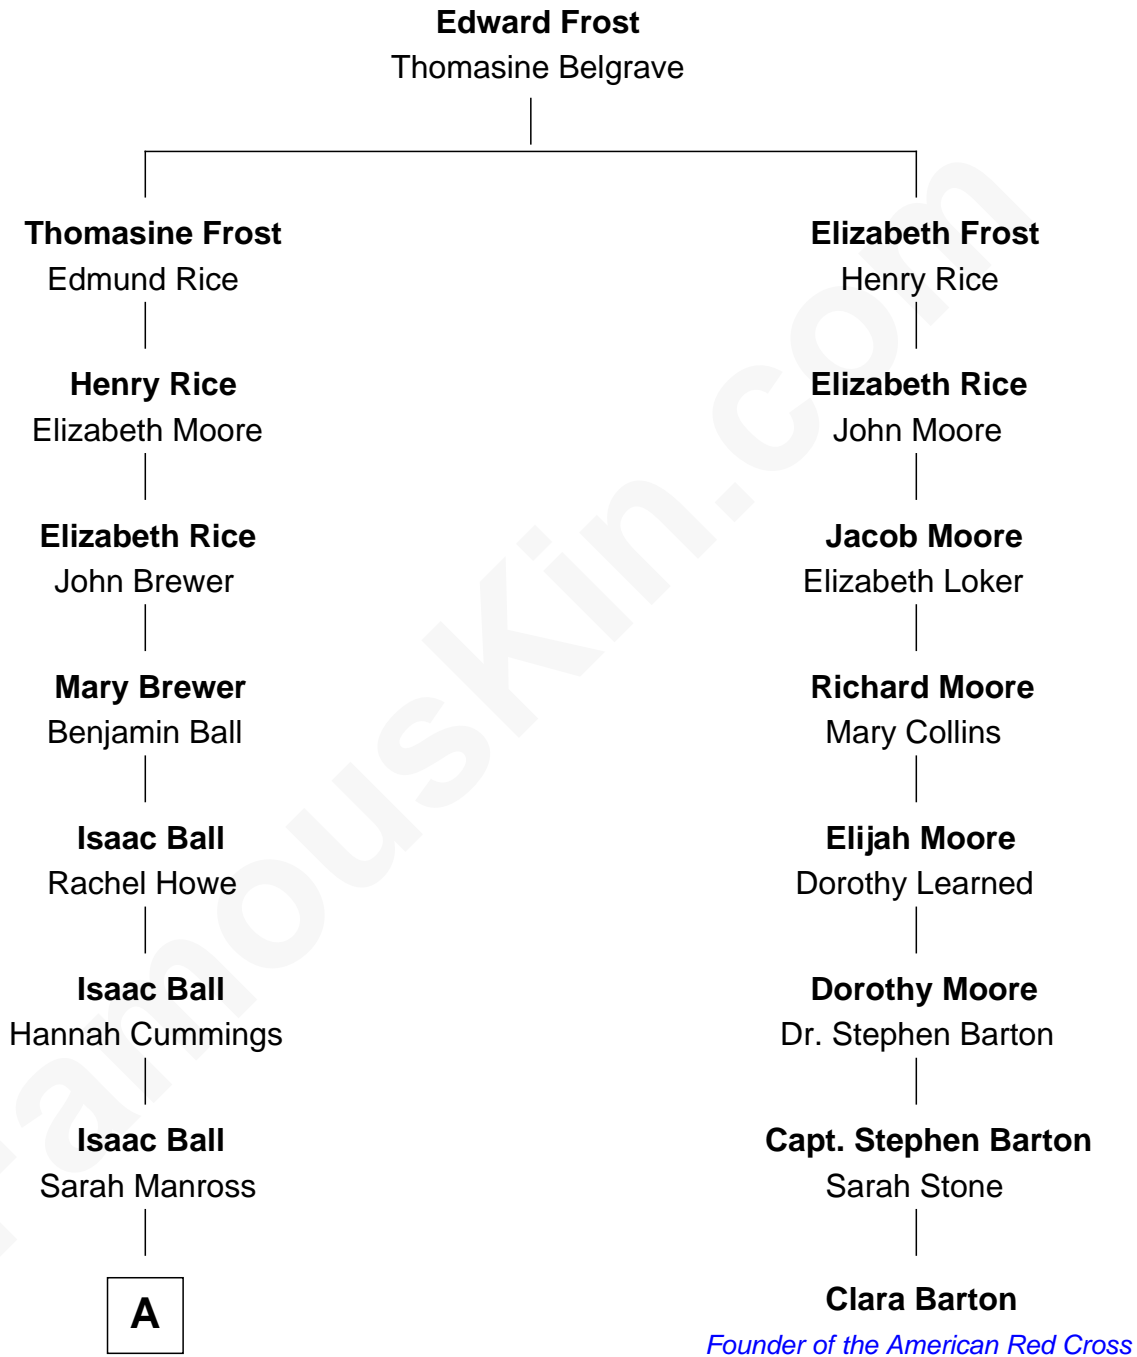 Edward Frost
Thomasine Belgrave
Thomasine Frost
Edmund Rice
Henry Rice
Elizabeth Moore
Elizabeth Rice
John Brewer
Mary Brewer
Benjamin Ball
Isaac Ball
Rachel Howe
Isaac Ball
Hannah Cummings
Isaac Ball
Sarah Manross
A
Elizabeth Frost
Henry Rice
Elizabeth Rice
John Moore
Jacob Moore
Elizabeth Loker
Richard Moore
Mary Collins
Elijah Moore
Dorothy Learned
Dorothy Moore
Dr. Stephen Barton
Capt. Stephen Barton
Sarah Stone
Clara Barton
Founder of the American Red Cross
FamousKin.com